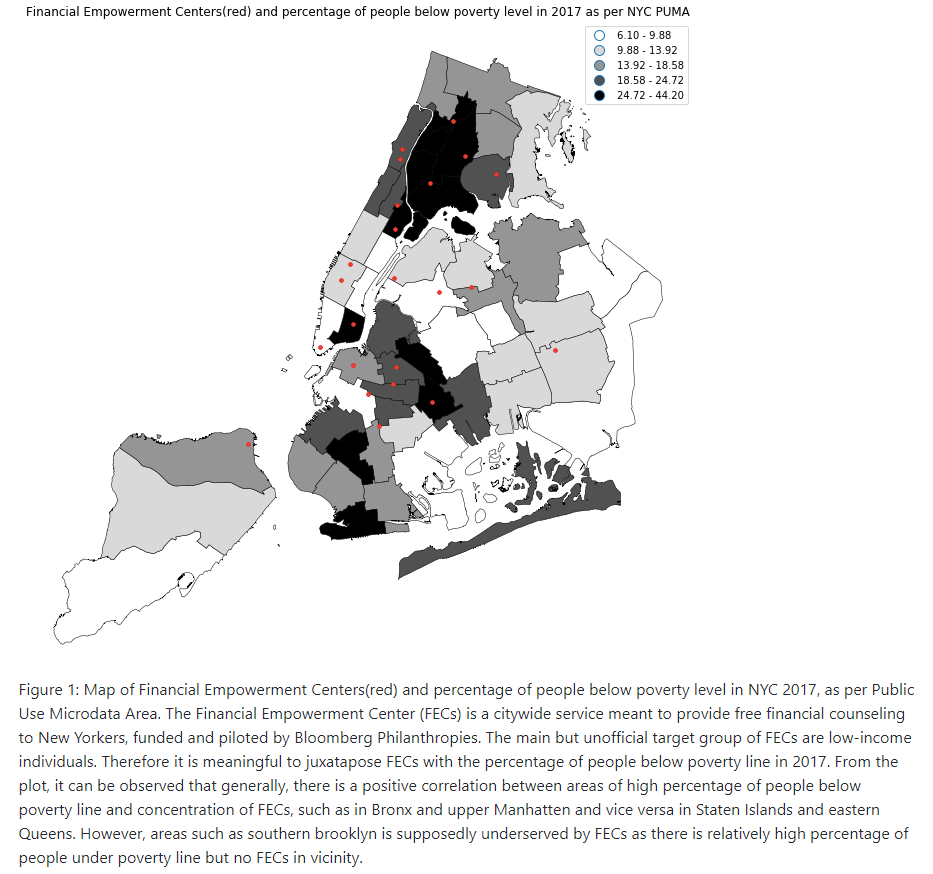 Financial Empowerment Centers(red) and percentage of people below poverty level in 2017 as per NYC PUMA
6.10 - 9.88
9.88 - 13.92
13.92 - 18.58
18.58 - 24.72
24.72 - 44.20
Figure 1: Map of Financial Empowerment Centers(red) and percentage of people below poverty level in NYC 2017, as per Public
Use Microdata Area. The Financial Empowerment Center (FECs) is a citywide service meant to provide free financial counseling
to New Yorkers, funded and piloted by Bloomberg Philanthropies. The main but unofficial target group of FECs are low-income
individuals. Therefore it is meaningful to juxatapose FECs with the percentage of people below poverty line in 2017. From the
plot, it can be observed that generally, there is a positive correlation between areas of high percentage of people below
poverty line and concentration of FECs, such as in Bronx and upper Manhatten and vice versa in Staten Islands and eastern
Queens. However, areas such as southern brooklyn is supposedly underserved by FECs as there is relatively high percentage of
people under poverty line but no FECs in vicinity.